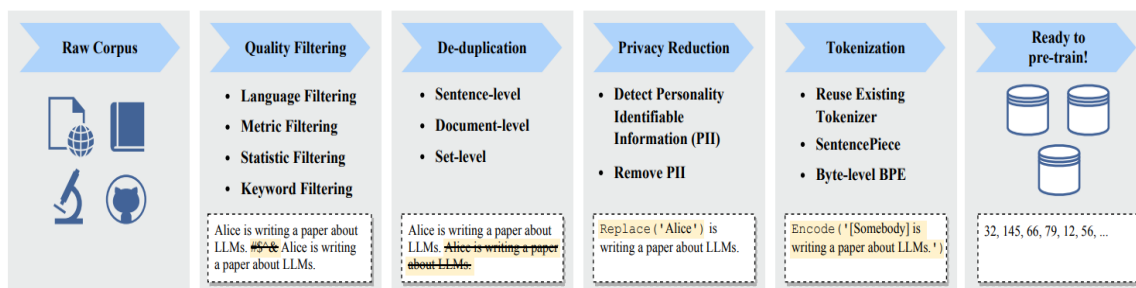 Raw Corpus
Quality Filtering
• Language Filtering
• Metric Filtering
• Statistic Filtering
• Keyword Filtering
Alice is writing a paper about
LLMs. #$^& Alice is writing
a paper about LLMs.
De-duplication
• Sentence-level
• Document-level
• Set-level
Alice is writing a paper about
LLMs. Alice is writing a paper
about LLMs.
Privacy Reduction
• Detect Personality
Identifiable
Information (PII)
• Remove PII
Replace('Alice') is
writing a paper about LLMs.
Tokenization
• Reuse Existing
Tokenizer
• SentencePiece
• Byte-level BPE
Encode('[Somebody] is
writing a paper about LLMs.')
Ready to
pre-train!
32, 145, 66, 79, 12, 56, ...